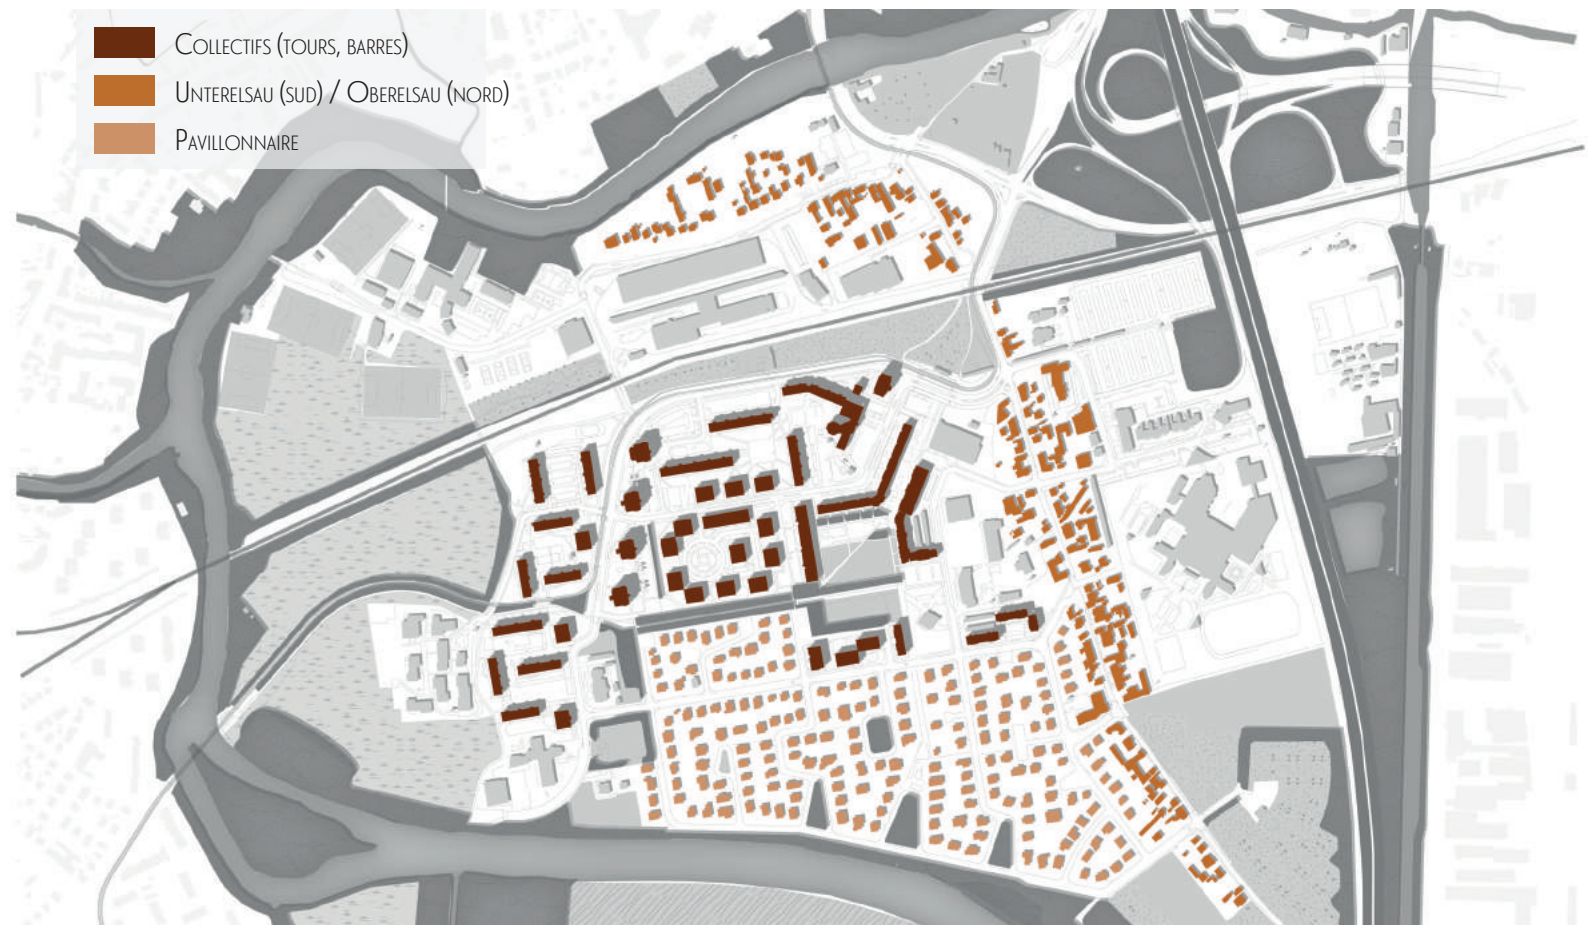 Collectifs (tours, barres)
Unterelsau (sud) / Oberelsau (nord)
Pavillonnaire